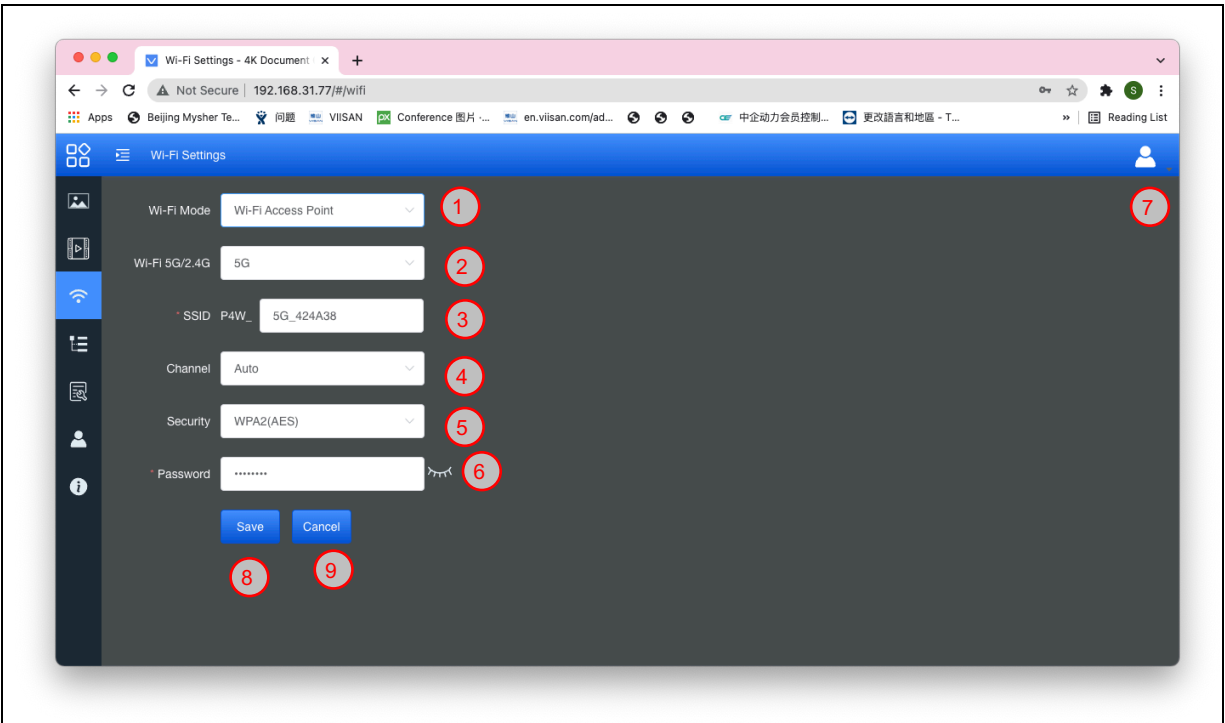 Wi-Fi Settings - 4K Document
Not Secure | 192.168.31.77/#/wifi
S
Apps Beijing Mysher Te... 问题 VIISAN Conference 图片 -... en.viisan.com/ad... 中企动力会员控制... 更改語言和地區 - T... » Reading List
Wi-Fi Settings
Wi-Fi Mode Wi-Fi Access Point 1 7
Wi-Fi 5G/2.4G 5G 2
* SSID P4W_ 5G_424A38 3
Channel Auto 4
Security WPA2(AES) 5
* Password •••••••• 6
Save Cancel
8 9